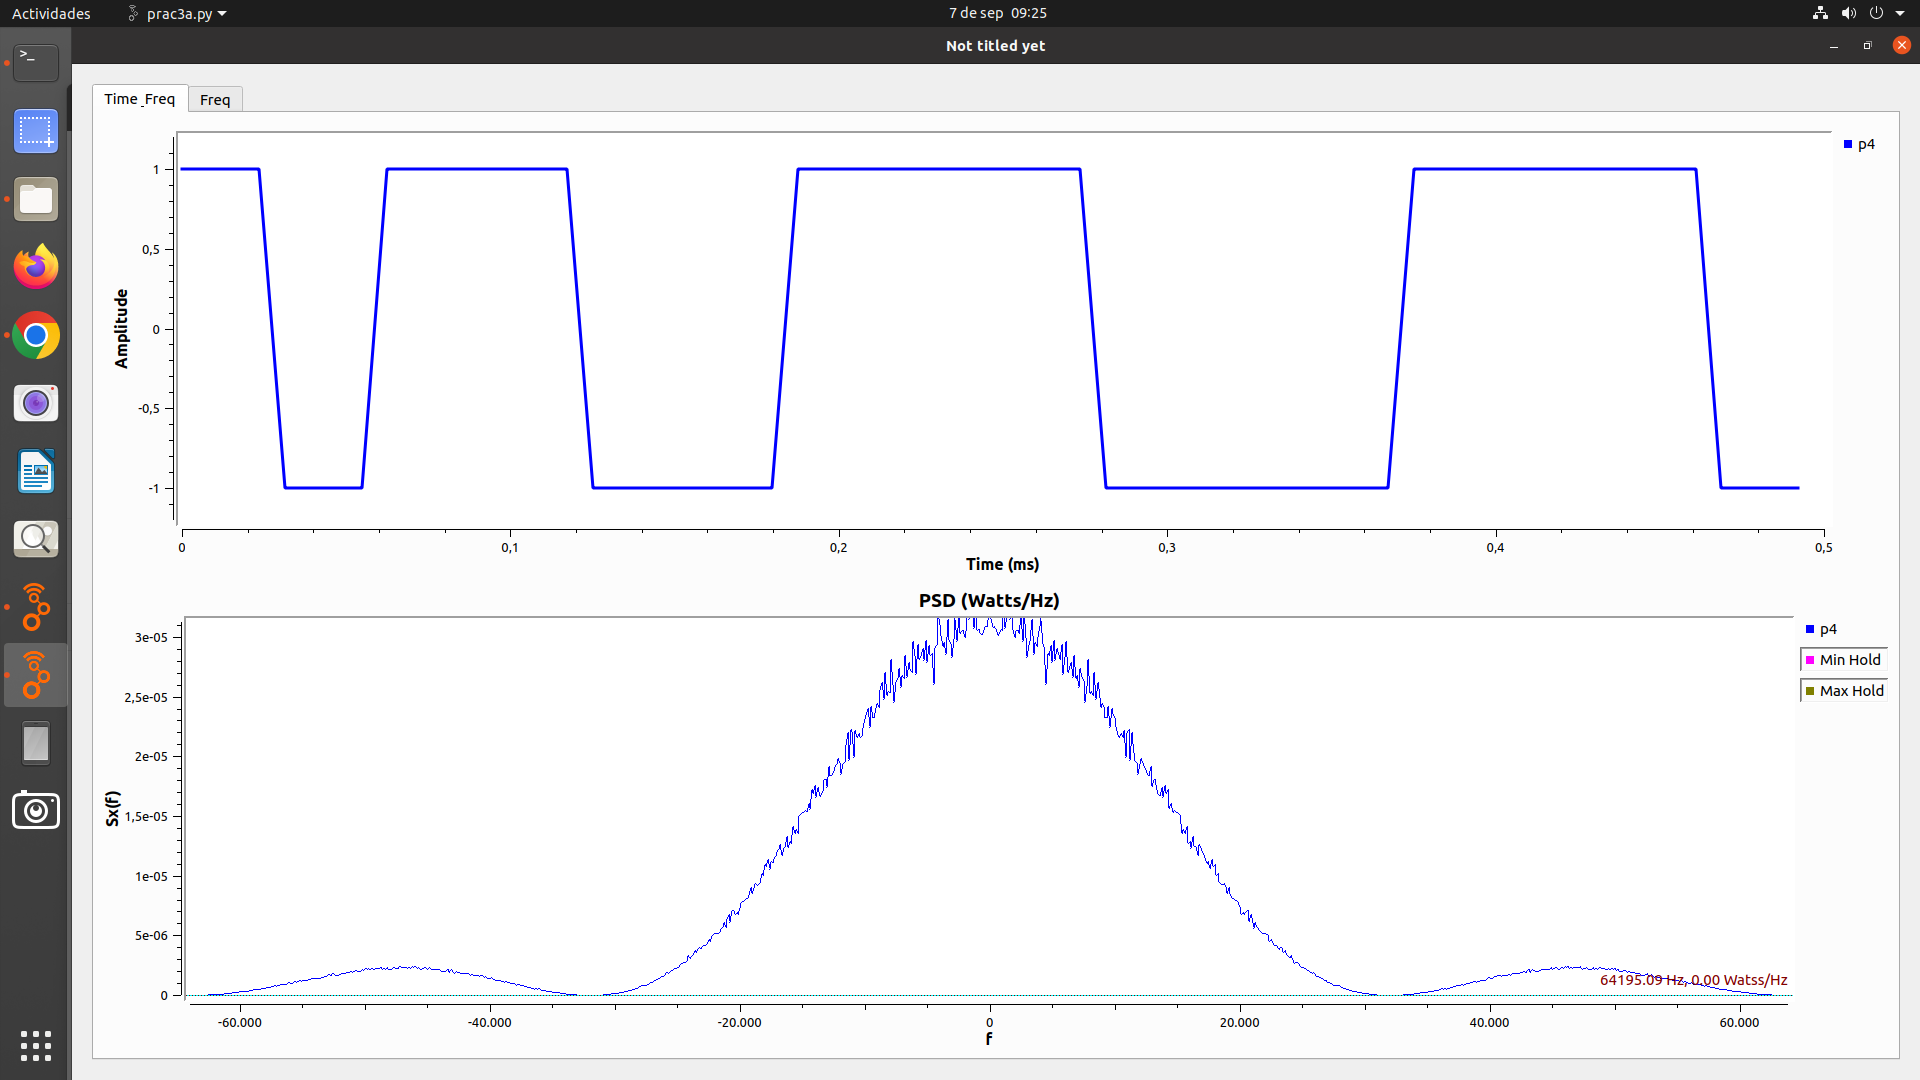 Actividades
prac3a.py
7 de sep 09:25
Not titled yet
Time_Freq
Freq
p4
1
0,5
0
-0,5
-1
Amplitude
0
0,1
0,2
0,3
0,4
0,5
Time (ms)
PSD (Watts/Hz)
p4
Min Hold
Max Hold
3e-05
2,5e-05
2e-05
1,5e-05
1e-05
5e-06
0
Sx(f)
64195.09 Hz, 0.00 Watss/Hz
-60.000
-40.000
-20.000
0
20.000
40.000
60.000
f